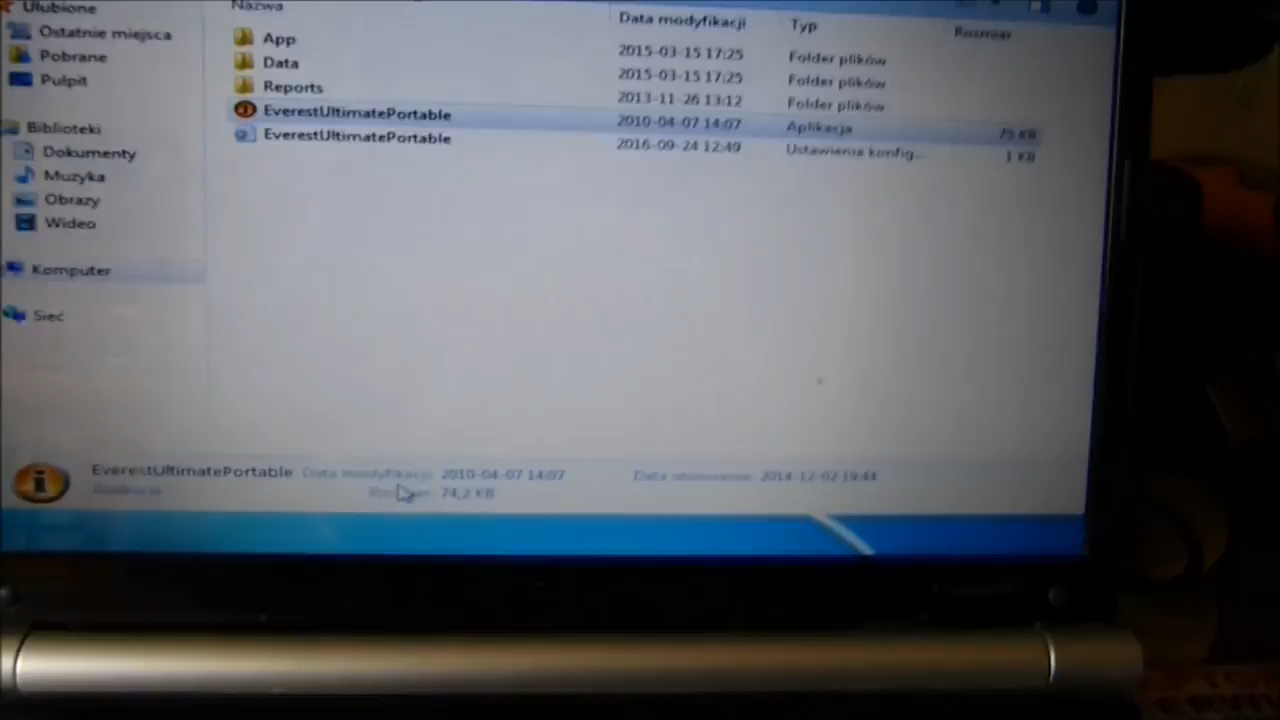 Ulubione
Ostatnie miejsca
Pobrane
Pulpit
Biblioteki
Dokumenty
Muzyka
Obrazy
Wideo
Komputer
Sieć
Nazwa Data modyfikacji Typ Rozmiar
App 2015-03-15 17:25 Folder plików
Data 2015-03-15 17:25 Folder plików
Reports 2013-11-26 13:12 Folder plików
EverestUltimatePortable 2010-04-07 14:07 Aplikacja 75 KB
EverestUltimatePortable 2016-09-24 12:49 Ustawienia konfig... 1 KB
EverestUltimatePortable Data modyfikacji: 2010-04-07 14:07 Data utworzenia: 2014-12-07
Aplikacja 74,2 KB